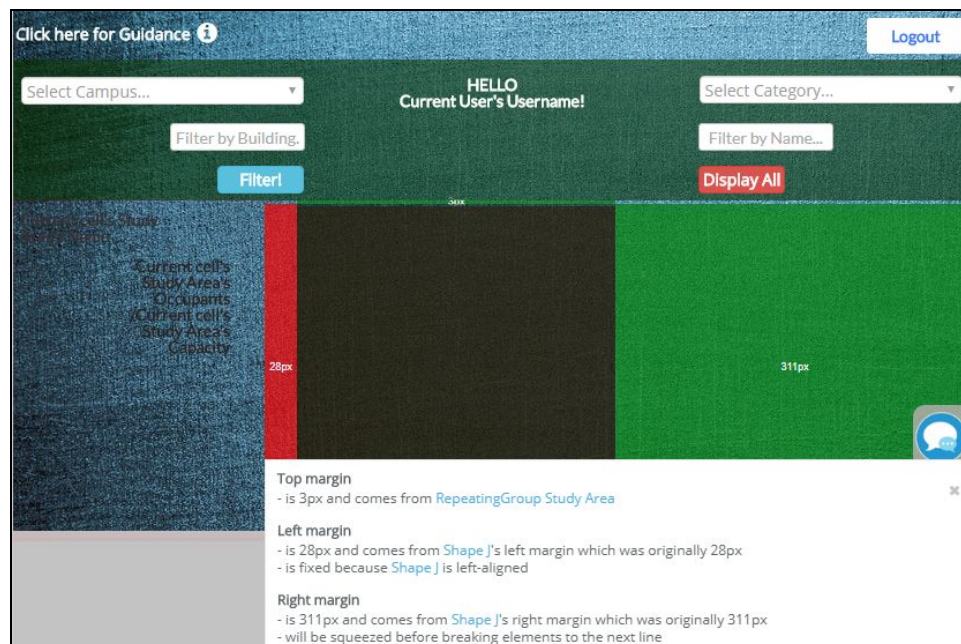 Click here for Guidance
Logout
Select Campus...
HELLO
Current User's Username!
Select Category...
Filter by Building.
Filter by Name...
Filter!
Display All
3px
Current cell's
Study Area's
Occupants
/Current cell's
Study Area's
Capacity
28px
311px
Top margin
- is 3px and comes from RepeatingGroup Study Area
Left margin
- is 28px and comes from Shape J's left margin which was originally 28px
- is fixed because Shape J is left-aligned
Right margin
- is 311px and comes from Shape J's right margin which was originally 311px
- will be squeezed before breaking elements to the next line